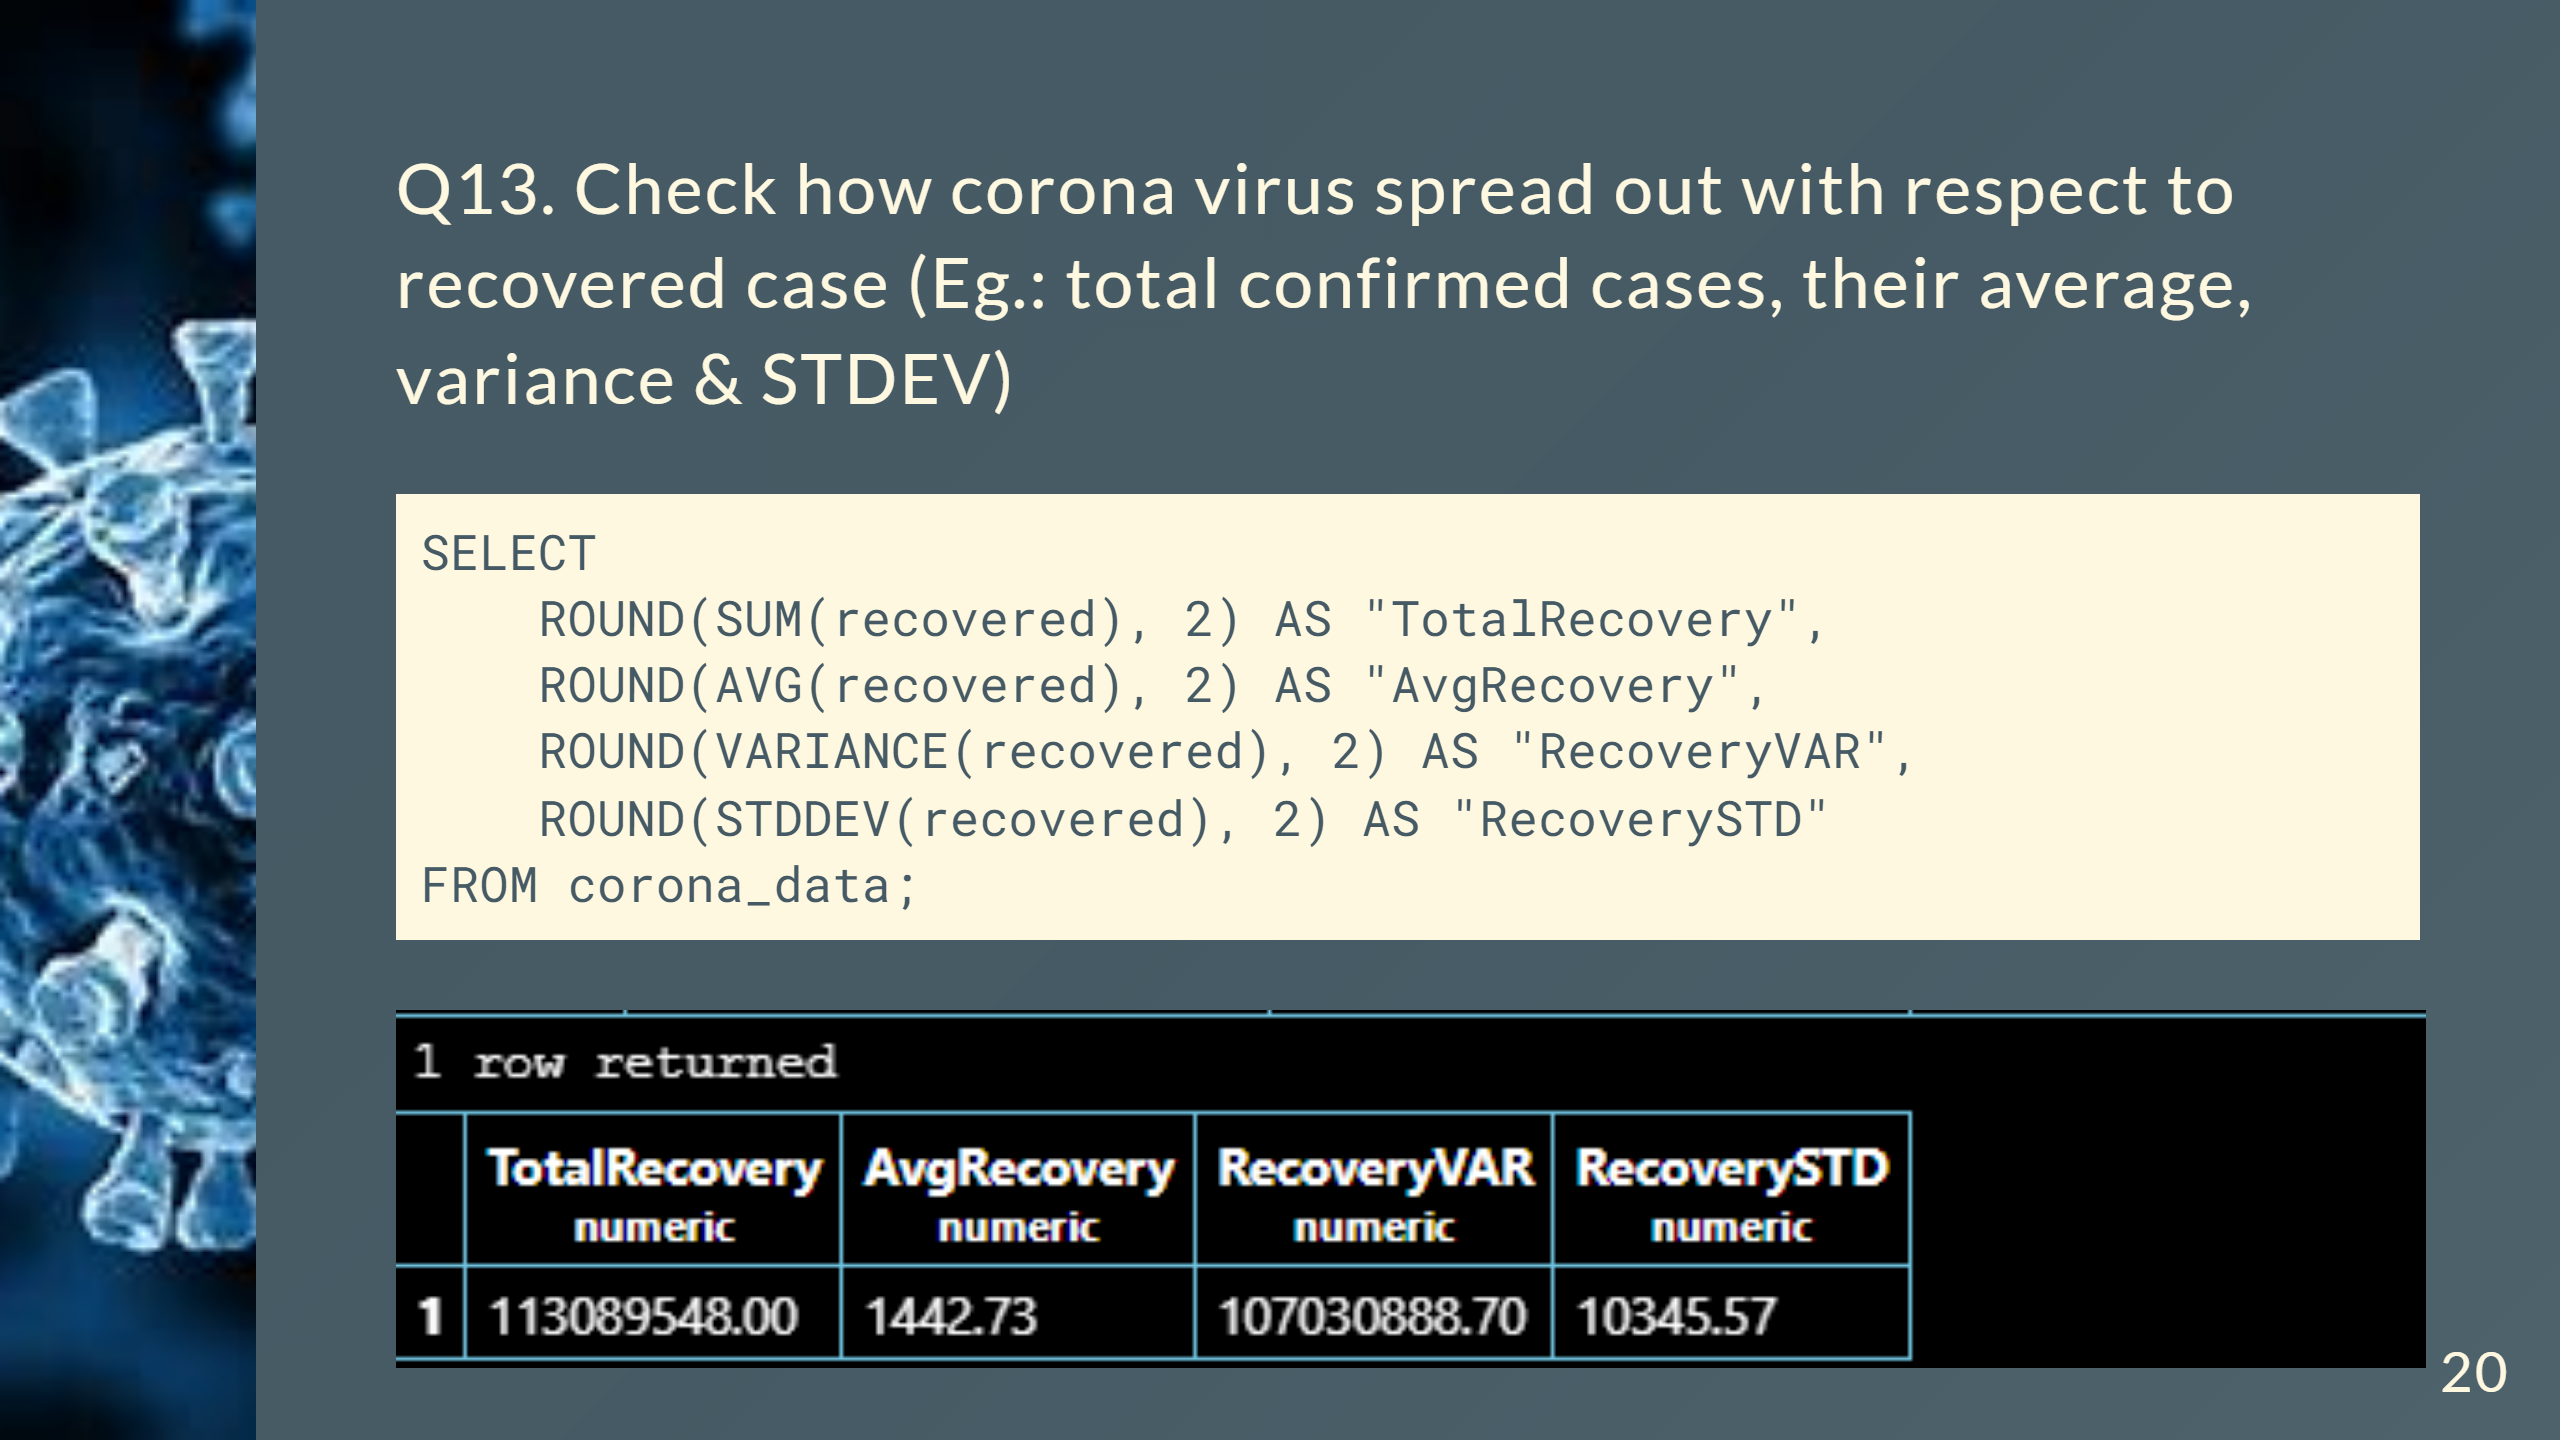 Q13. Check how corona virus spread out with respect to
recovered case (Eg.: total confirmed cases, their average,
variance & STDEV)
SELECT
    ROUND(SUM(recovered), 2) AS "TotalRecovery",
    ROUND(AVG(recovered), 2) AS "AvgRecovery",
    ROUND(VARIANCE(recovered), 2) AS "RecoveryVAR",
    ROUND(STDDEV(recovered), 2) AS "RecoverySTD"
FROM corona_data;
1 row returned
TotalRecovery AvgRecovery RecoveryVAR RecoverySTD
numeric numeric numeric numeric
1 113089548.00 1442.73 107030888.70 10345.57
20